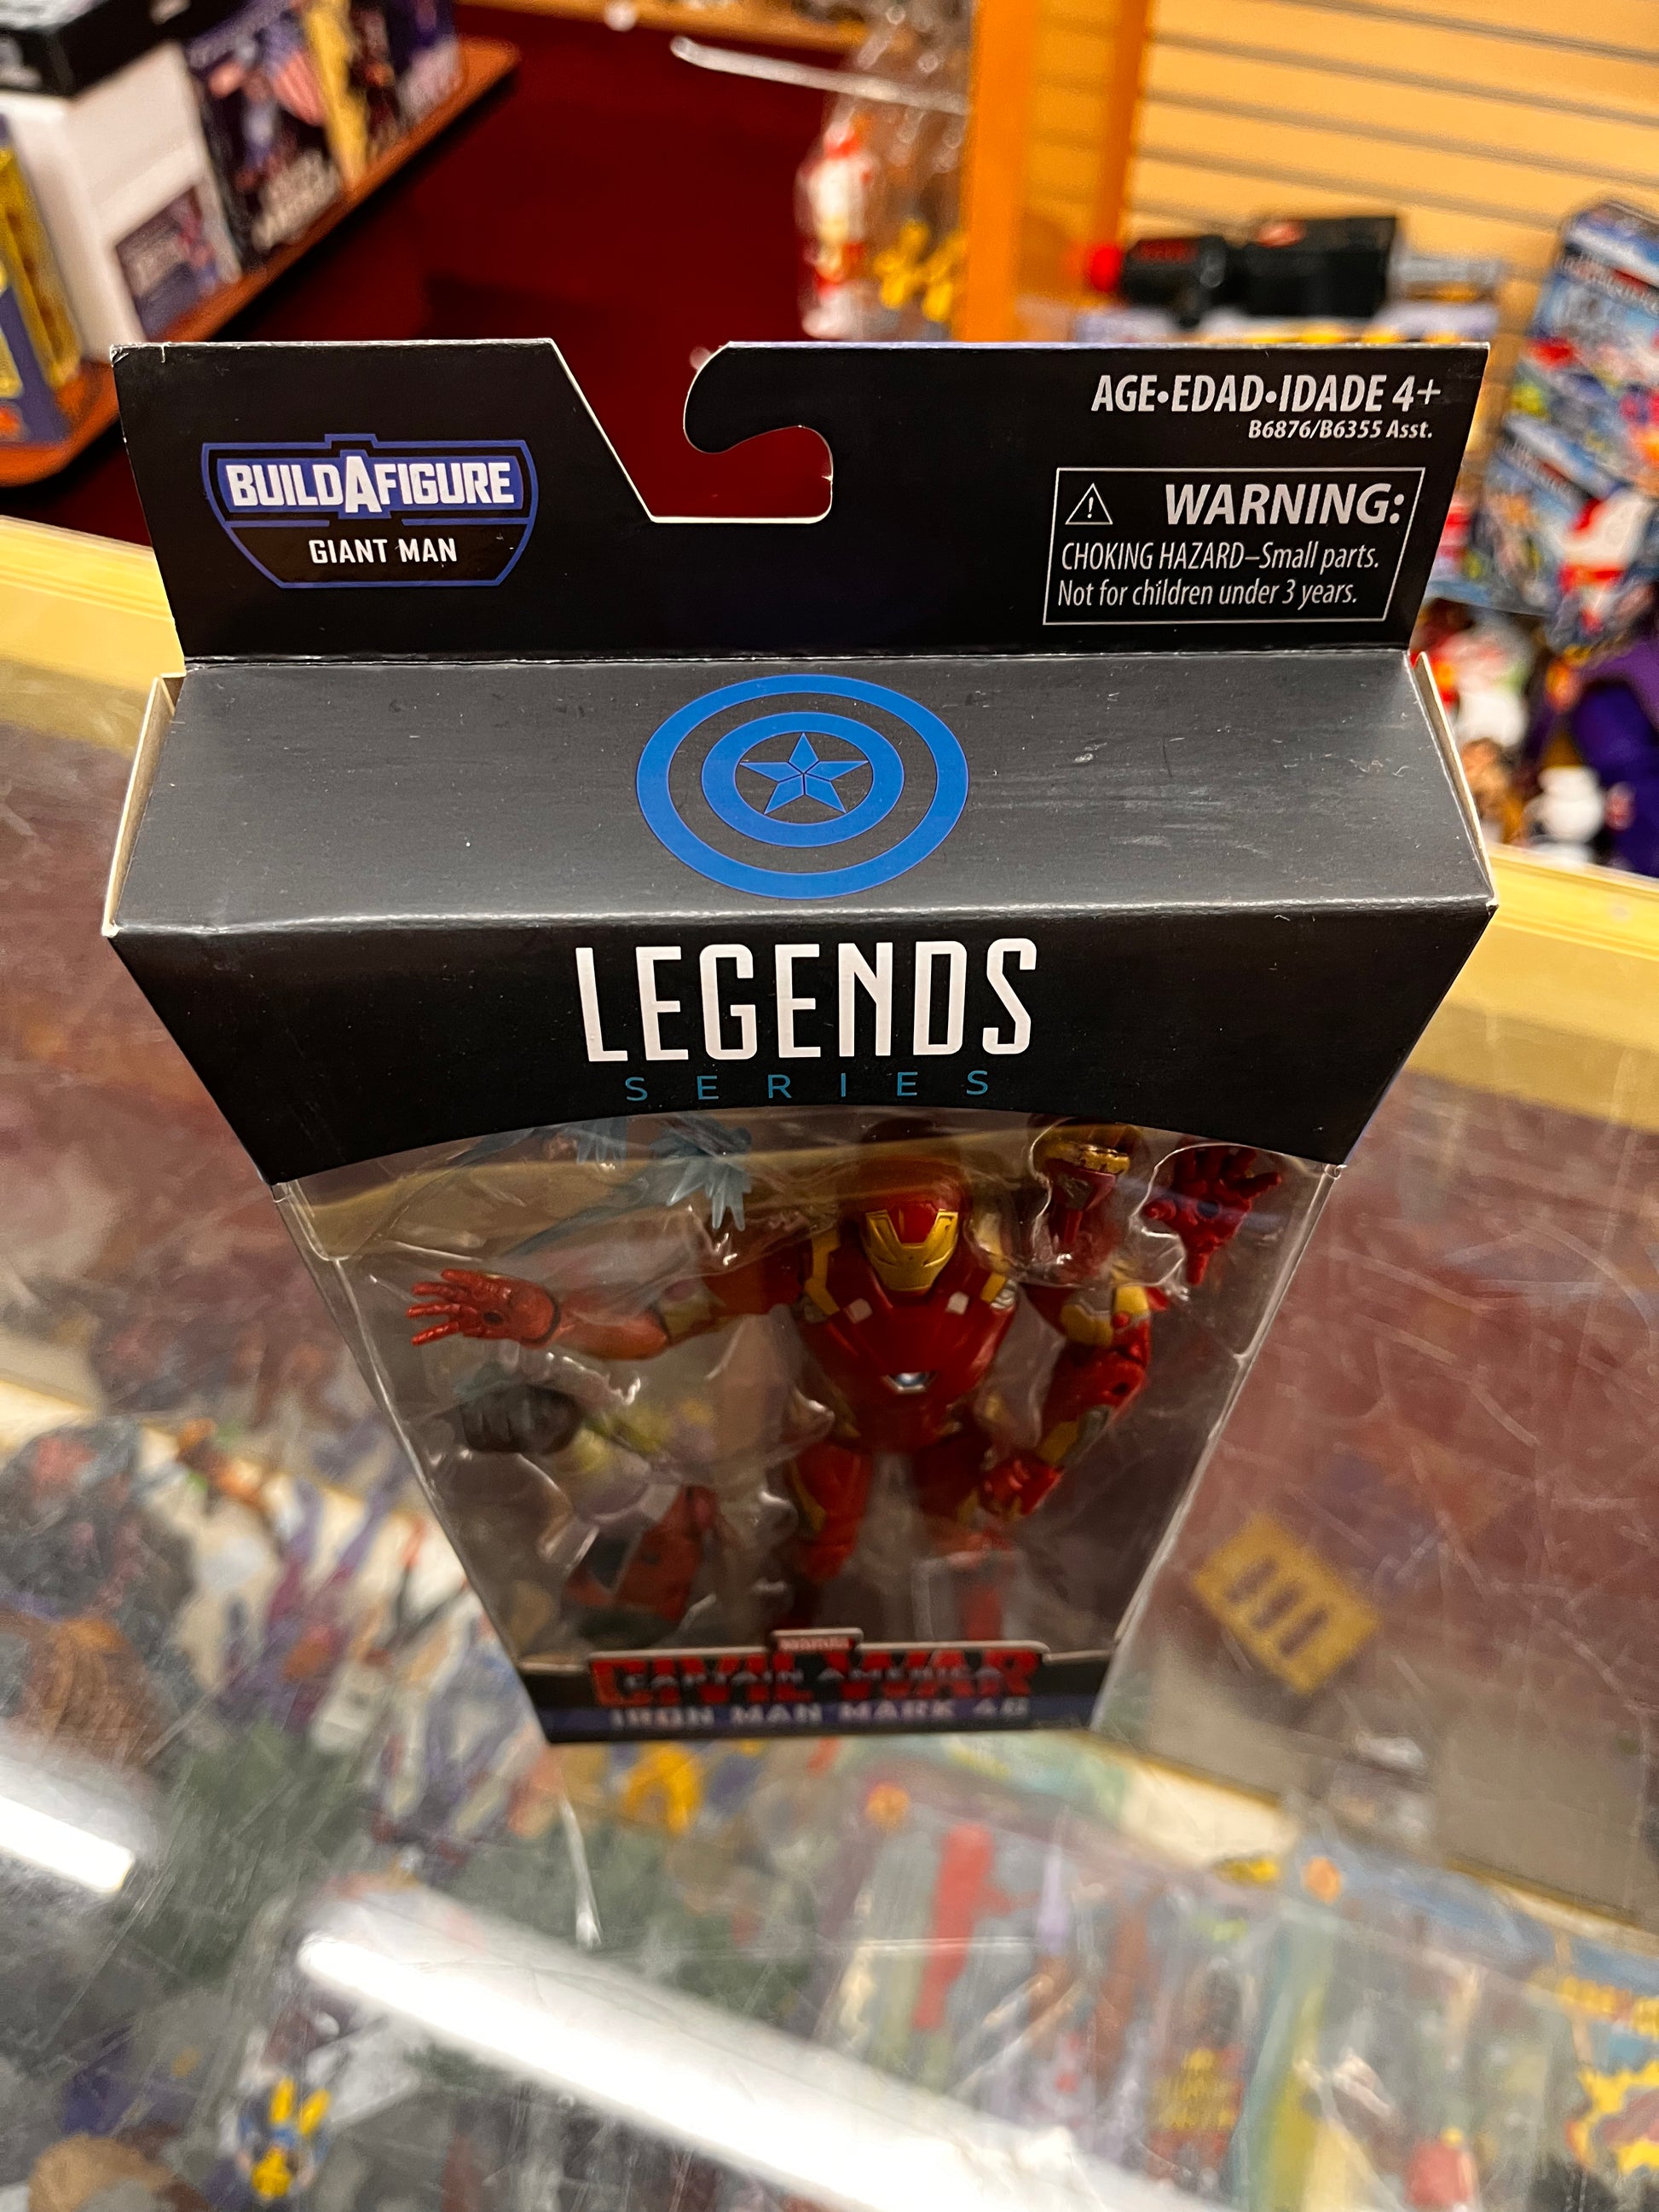 BUILDAFIGURE
GIANT MAN
AGE•EDAD•IDADE 4+
B6876/B6355 Asst.
WARNING:
CHOKING HAZARD–Small parts.
Not for children under 3 years.
LEGENDS
SERIES
MARVEL
CAPTAIN AMERICA
CIVIL WAR
IRON MAN MARK 46